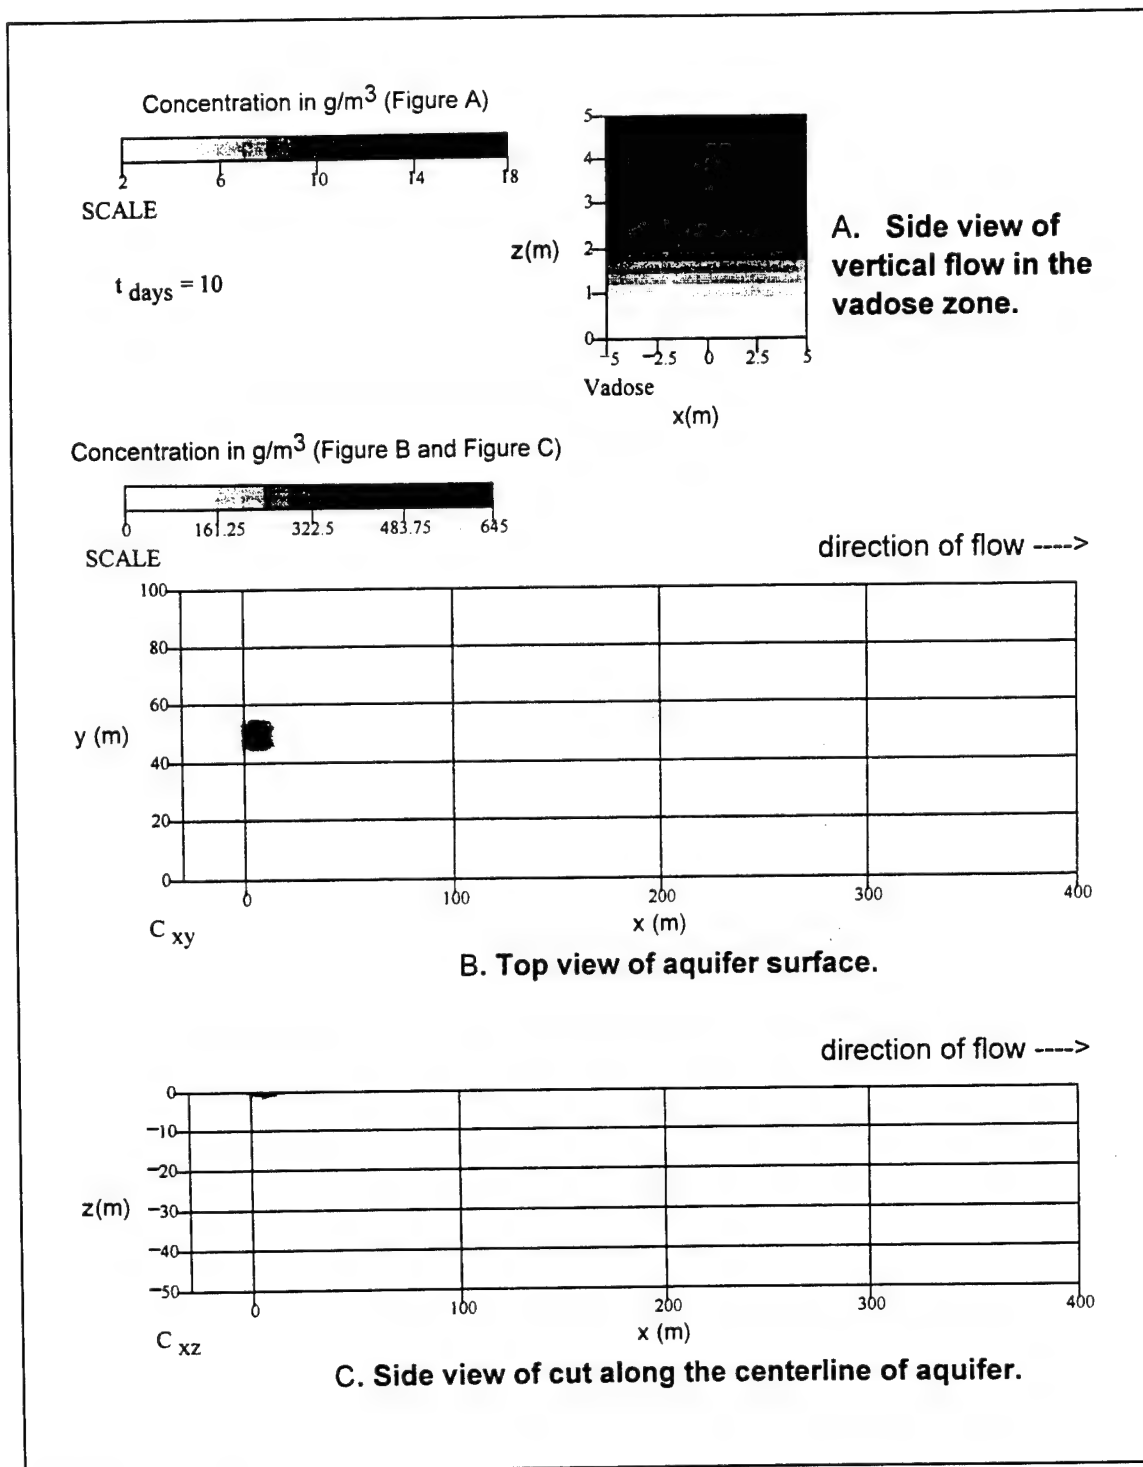 Concentration in g/m³ (Figure A)
2 6 10 14 18
SCALE
t days = 10
5
4
3
z(m) 2
1
0
-5 -2.5 0 2.5 5
Vadose
x(m)
A. Side view of
vertical flow in the
vadose zone.
Concentration in g/m³ (Figure B and Figure C)
0 161.25 322.5 483.75 645
SCALE
direction of flow ---->
100
80
60
y (m)
40
20
0
0 100 200 300 400
C xy
x (m)
B. Top view of aquifer surface.
direction of flow ---->
0
-10
-20
z(m) -30
-40
-50
0 100 200 300 400
C xz
x (m)
C. Side view of cut along the centerline of aquifer.